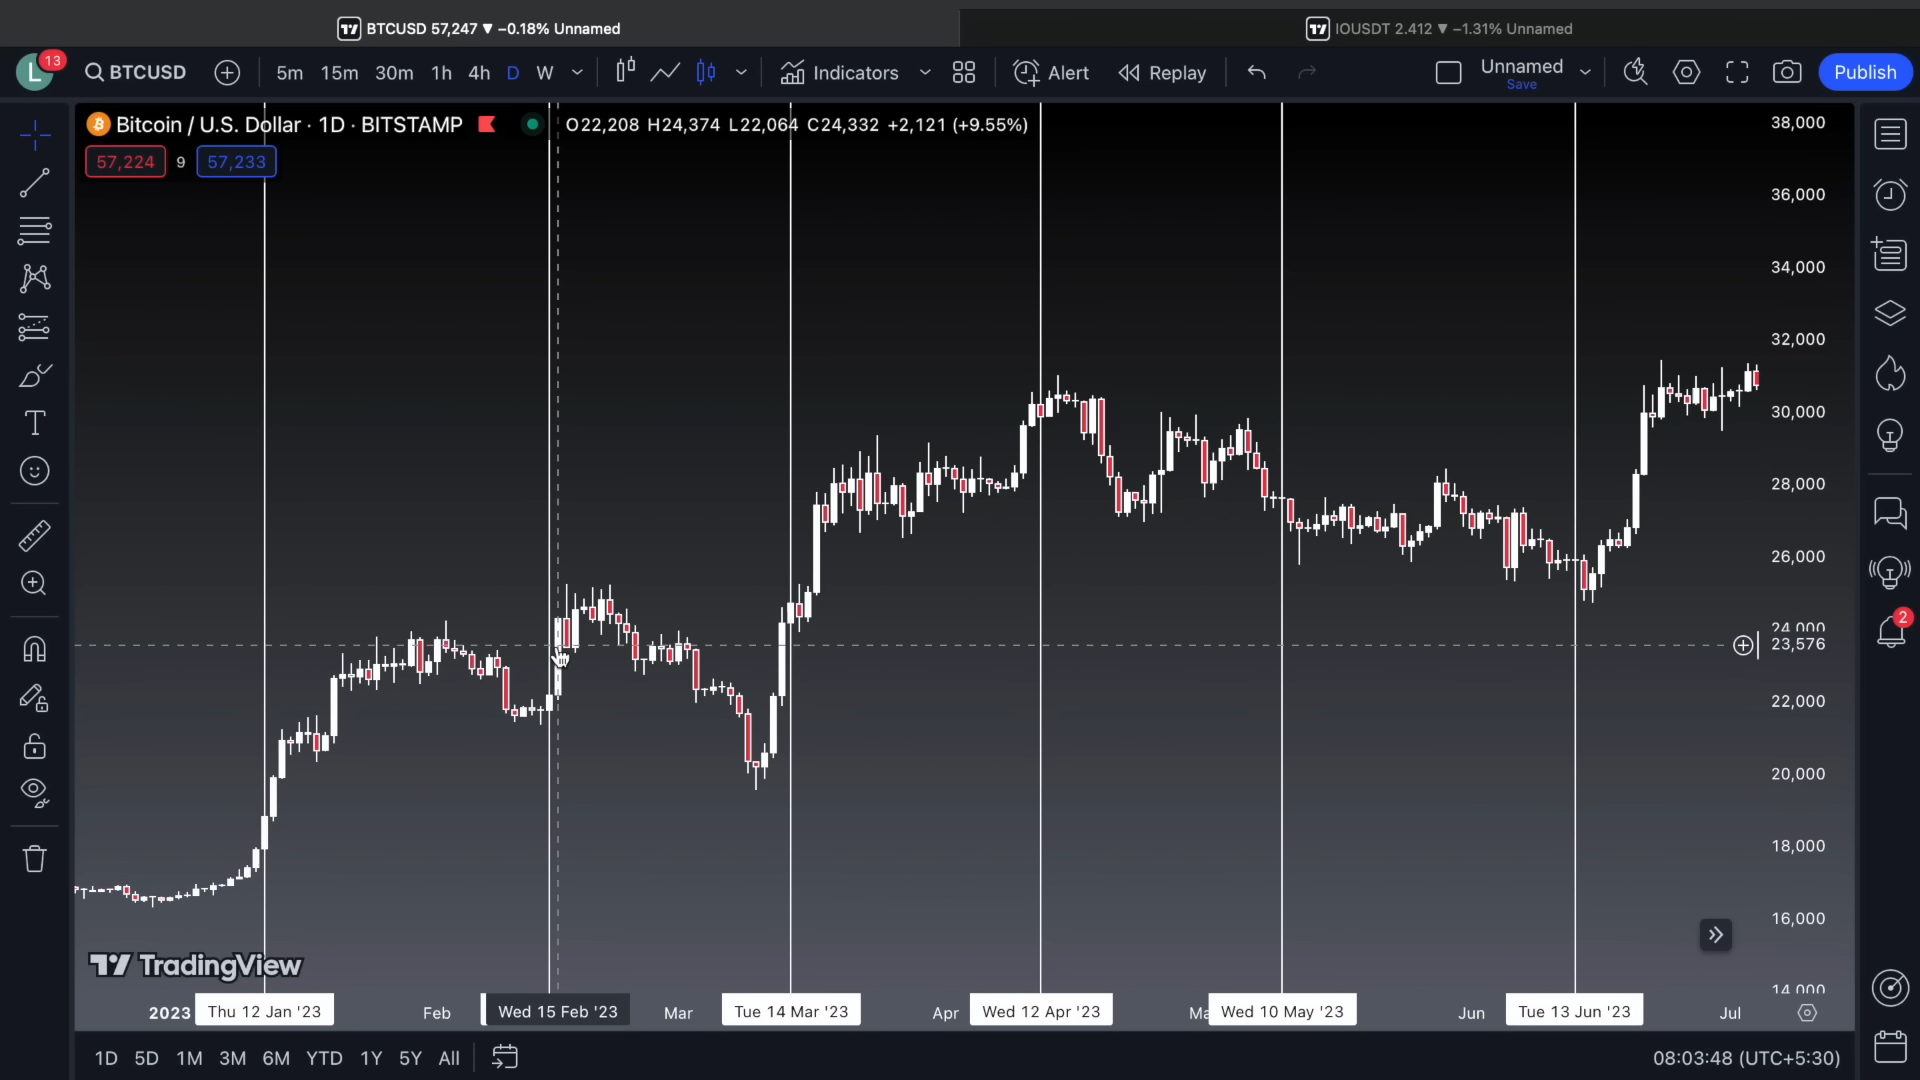 BTCUSD 57,247 ▼ −0.18% Unnamed
IOUSDT 2.412 ▼ −1.31% Unnamed
L 13 BTCUSD 5m 15m 30m 1h 4h D W Indicators Alert Replay Unnamed Publish
Save
Bitcoin / U.S. Dollar · 1D · BITSTAMP O22,208 H24,374 L22,064 C24,332 +2,121 (+9.55%)
57,224 9 57,233
38,000
36,000
34,000
32,000
30,000
28,000
26,000
24,000
23,576
2
22,000
20,000
18,000
16,000
14,000
TradingView
2023 Thu 12 Jan '23 Feb Wed 15 Feb '23 Mar Tue 14 Mar '23 Apr Wed 12 Apr '23 Ma Wed 10 May '23 Jun Tue 13 Jun '23 Jul
1D 5D 1M 3M 6M YTD 1Y 5Y All 08:03:48 (UTC+5:30)